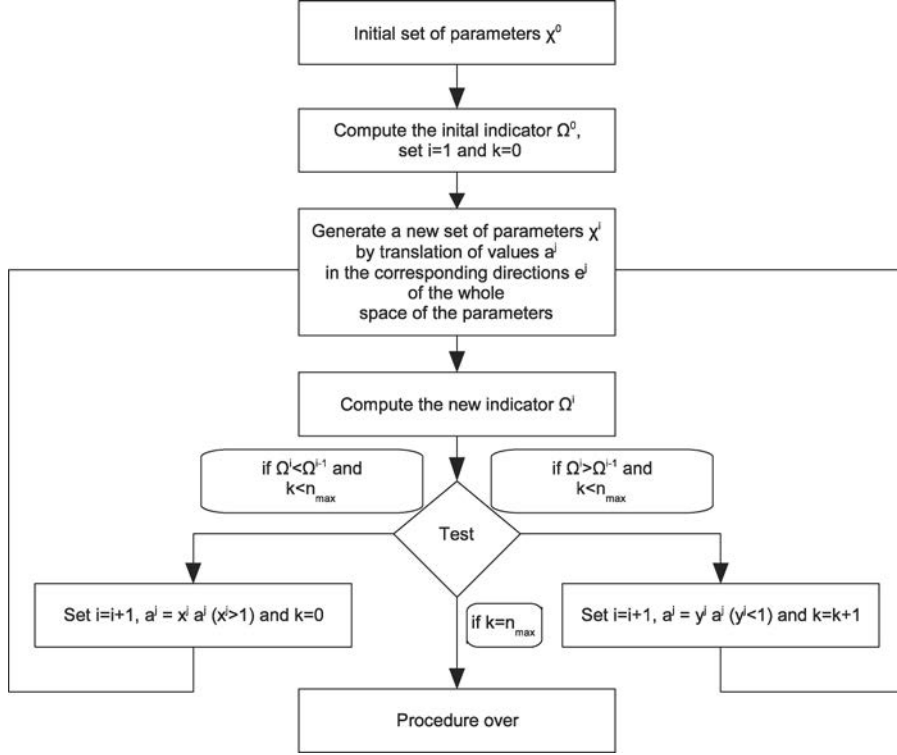 Initial set of parameters χ⁰
Compute the inital indicator Ω⁰,
set i=1 and k=0
Generate a new set of parameters χⁱ
by translation of values aʲ
in the corresponding directions eʲ
of the whole
space of the parameters
Compute the new indicator Ωⁱ
if Ωⁱ<Ωⁱ⁻¹ and
k<nₘₐₓ
if Ωⁱ>Ωⁱ⁻¹ and
k<nₘₐₓ
Test
Set i=i+1, aʲ = xʲ aʲ (xʲ>1) and k=0
if k=nₘₐₓ
Set i=i+1, aʲ = yʲ aʲ (yʲ<1) and k=k+1
Procedure over